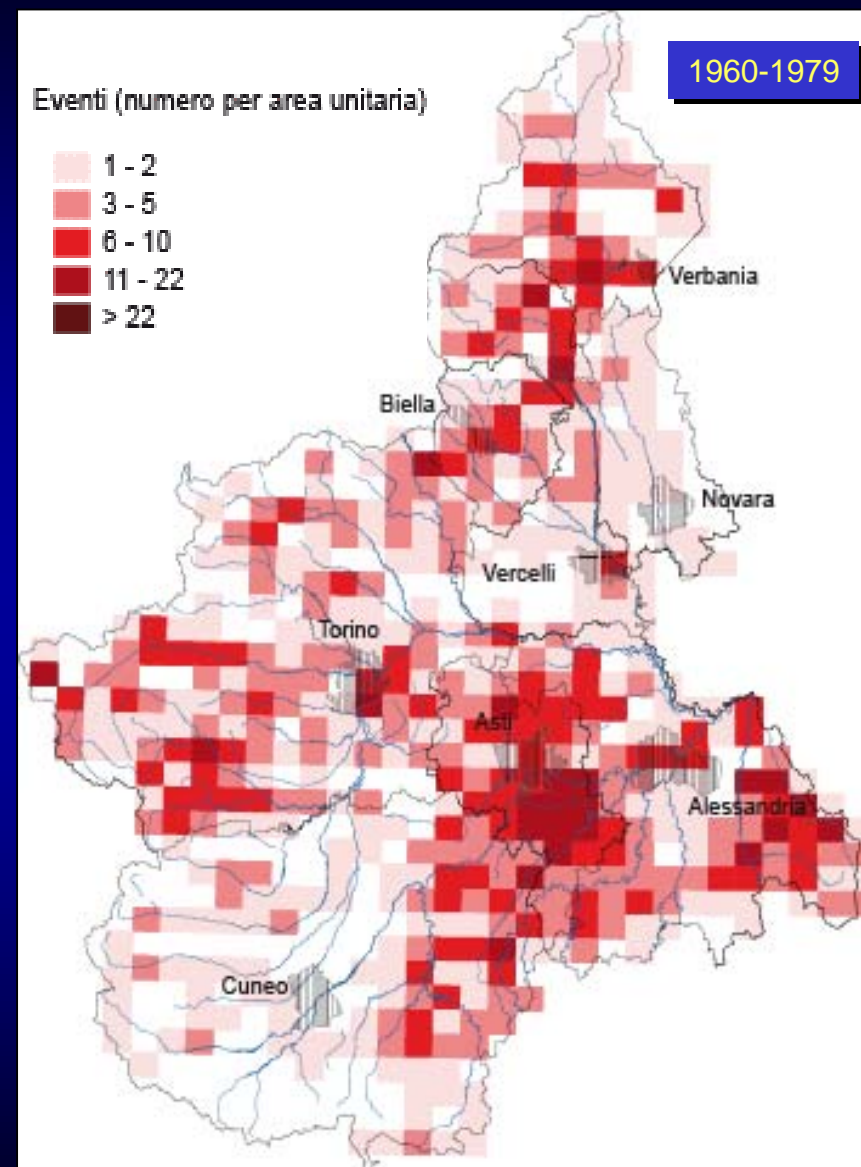 1960-1979
Eventi (numero per area unitaria)
1 - 2
3 - 5
6 - 10
11 - 22
> 22
Verbania
Biella
Novara
Vercelli
Torino
Asti
Alessandria
Cuneo